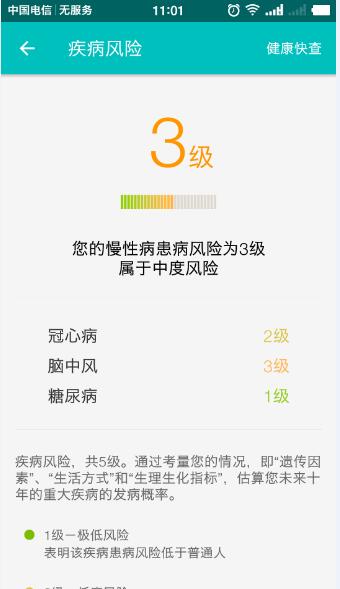 中国电信 | 无服务 11:01
疾病风险 健康快查
3级
您的慢性病患病风险为3级
属于中度风险
冠心病 2级
脑中风 3级
糖尿病 1级
疾病风险，共5级。通过考量您的情况，即“遗传因
素”、“生活方式”和“生理生化指标”，估算您未来十
年的重大疾病的发病概率。
1级－极低风险
表明该疾病患病风险低于普通人